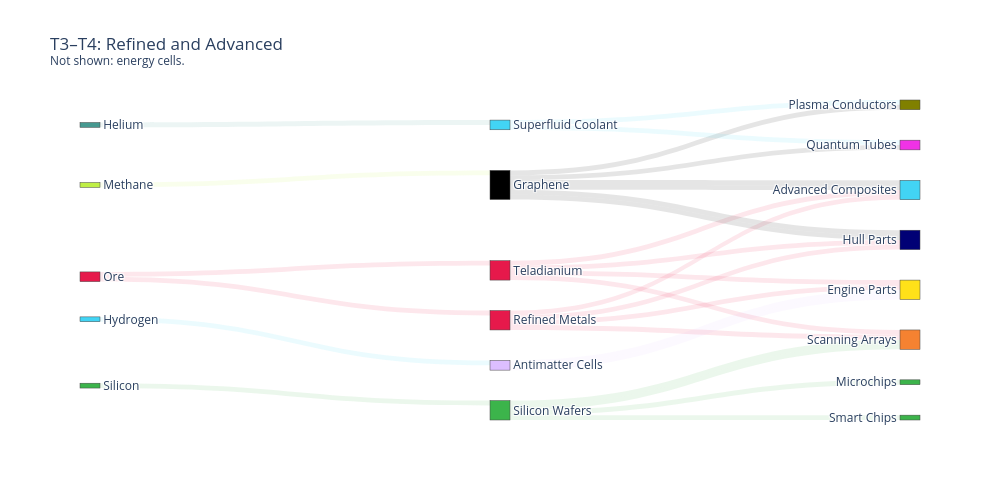 T3–T4: Refined and Advanced
Not shown: energy cells.
Helium
Methane
Ore
Hydrogen
Silicon
Superfluid Coolant
Graphene
Teladianium
Refined Metals
Antimatter Cells
Silicon Wafers
Plasma Conductors
Quantum Tubes
Advanced Composites
Hull Parts
Engine Parts
Scanning Arrays
Microchips
Smart Chips